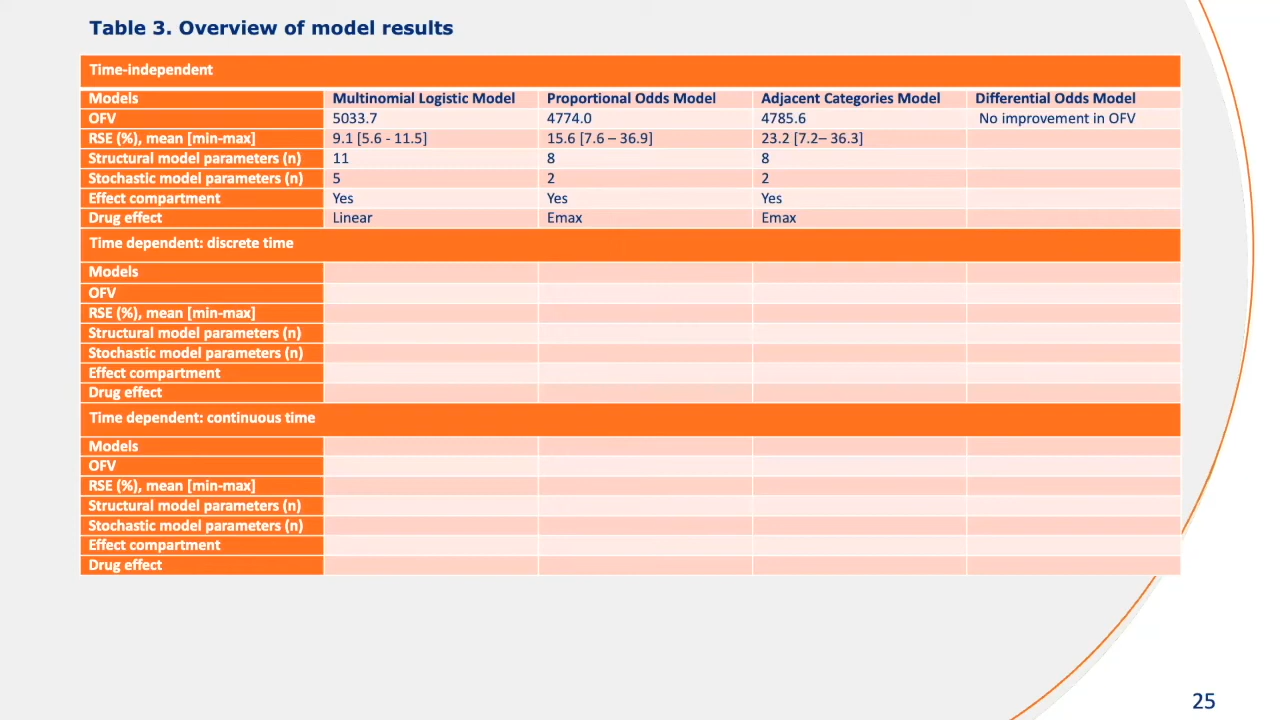 Table 3. Overview of model results
Time-independent
Models Multinomial Logistic Model Proportional Odds Model Adjacent Categories Model Differential Odds Model
OFV 5033.7 4774.0 4785.6 No improvement in OFV
RSE (%), mean [min-max] 9.1 [5.6 - 11.5] 15.6 [7.6 – 36.9] 23.2 [7.2– 36.3]
Structural model parameters (n) 11 8 8
Stochastic model parameters (n) 5 2 2
Effect compartment Yes Yes Yes
Drug effect Linear Emax Emax
Time dependent: discrete time
Models
OFV
RSE (%), mean [min-max]
Structural model parameters (n)
Stochastic model parameters (n)
Effect compartment
Drug effect
Time dependent: continuous time
Models
OFV
RSE (%), mean [min-max]
Structural model parameters (n)
Stochastic model parameters (n)
Effect compartment
Drug effect
25